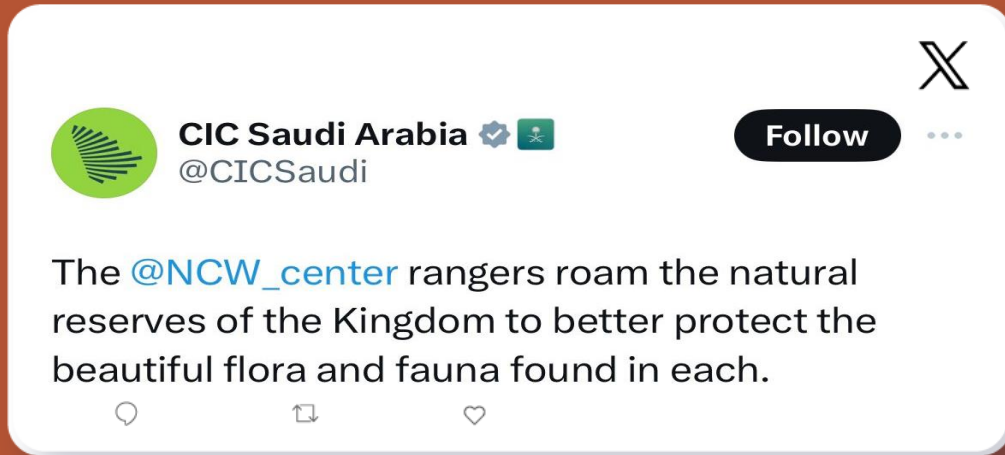 X
CIC Saudi Arabia
@CICSaudi
Follow
The @NCW_center rangers roam the natural
reserves of the Kingdom to better protect the
beautiful flora and fauna found in each.